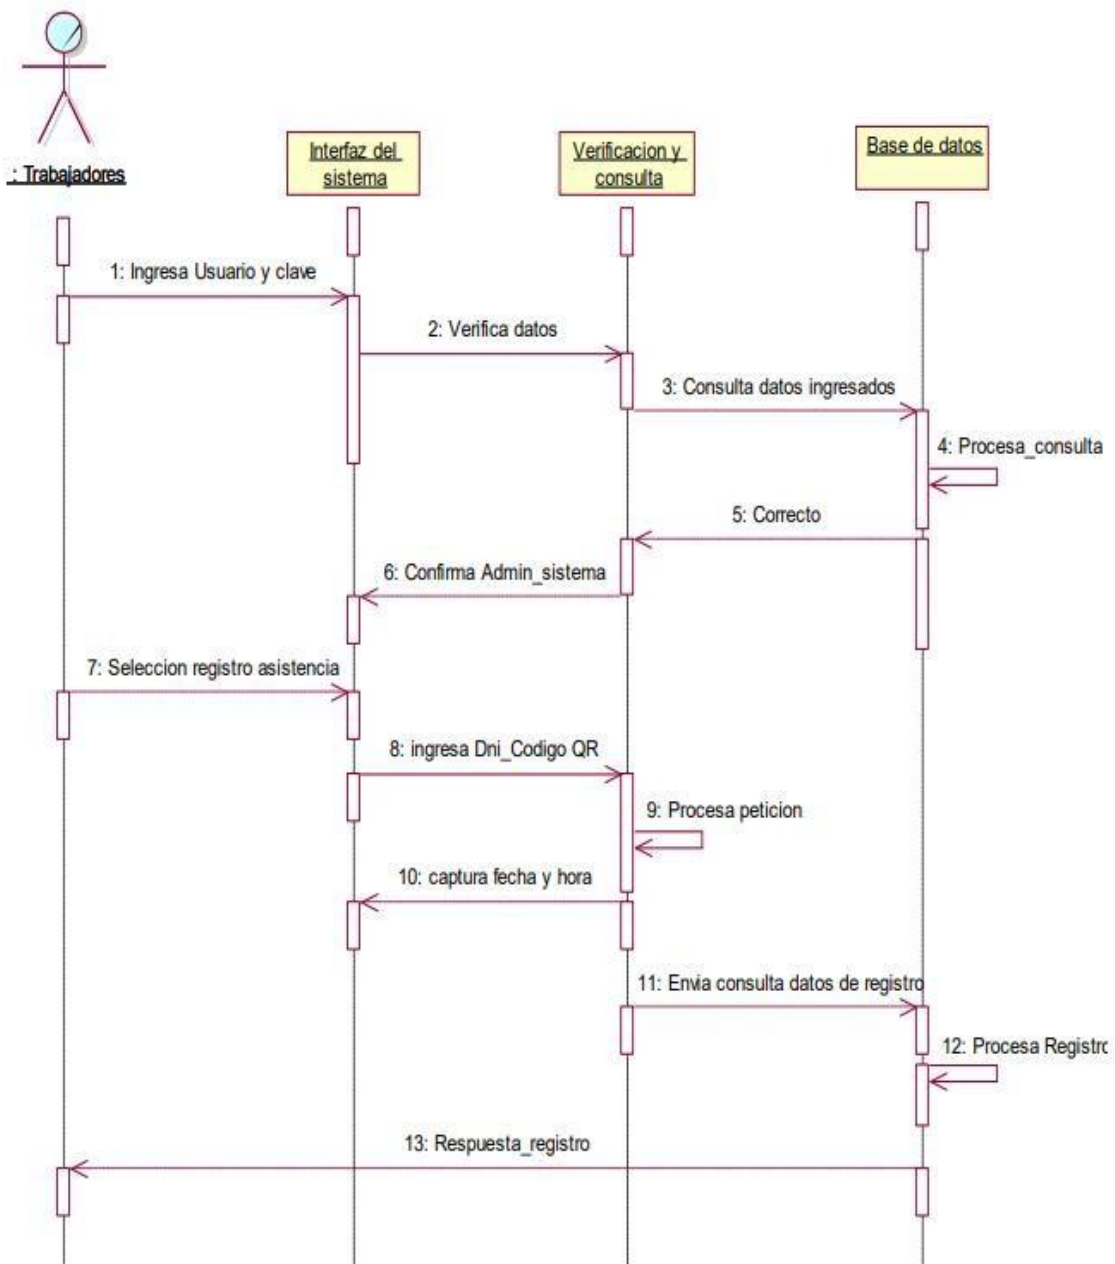 : Trabajadores
Interfaz del
sistema
Verificacion y
consulta
Base de datos
1: Ingresa Usuario y clave
2: Verifica datos
3: Consulta datos ingresados
4: Procesa_consulta
5: Correcto
6: Confirma Admin_sistema
7: Seleccion registro asistencia
8: ingresa Dni_Codigo QR
9: Procesa peticion
10: captura fecha y hora
11: Envia consulta datos de registro
12: Procesa Registro
13: Respuesta_registro